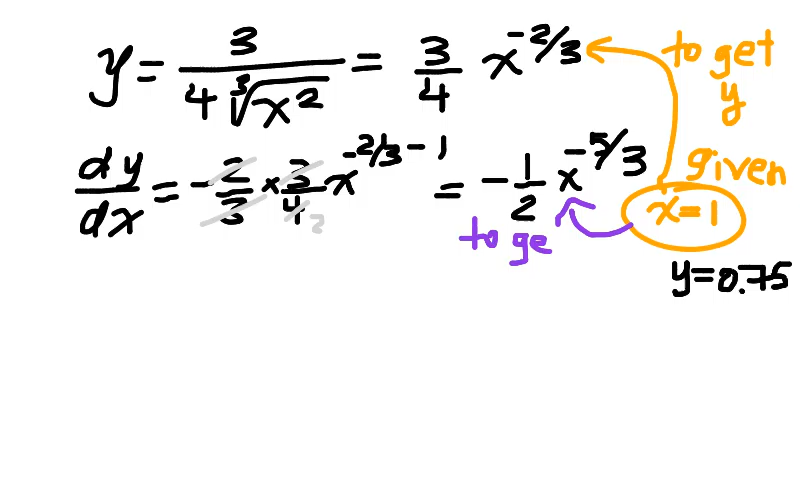 y = 3 / 4∛x² = 3/4 x^-2/3 to get y
dy/dx = -2/3 × 3/4 2 x^-2/3 - 1 = -1/2 x^-5/3 given
to ge x = 1
y = 0.75